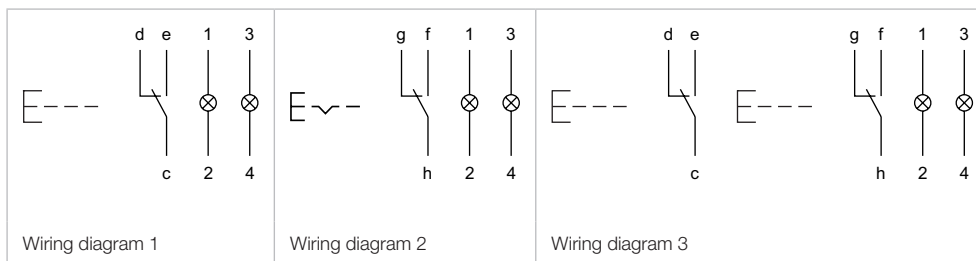 d e 1 3
c 2 4
Wiring diagram 1
g f 1 3
h 2 4
Wiring diagram 2
d e g f 1 3
c h 2 4
Wiring diagram 3